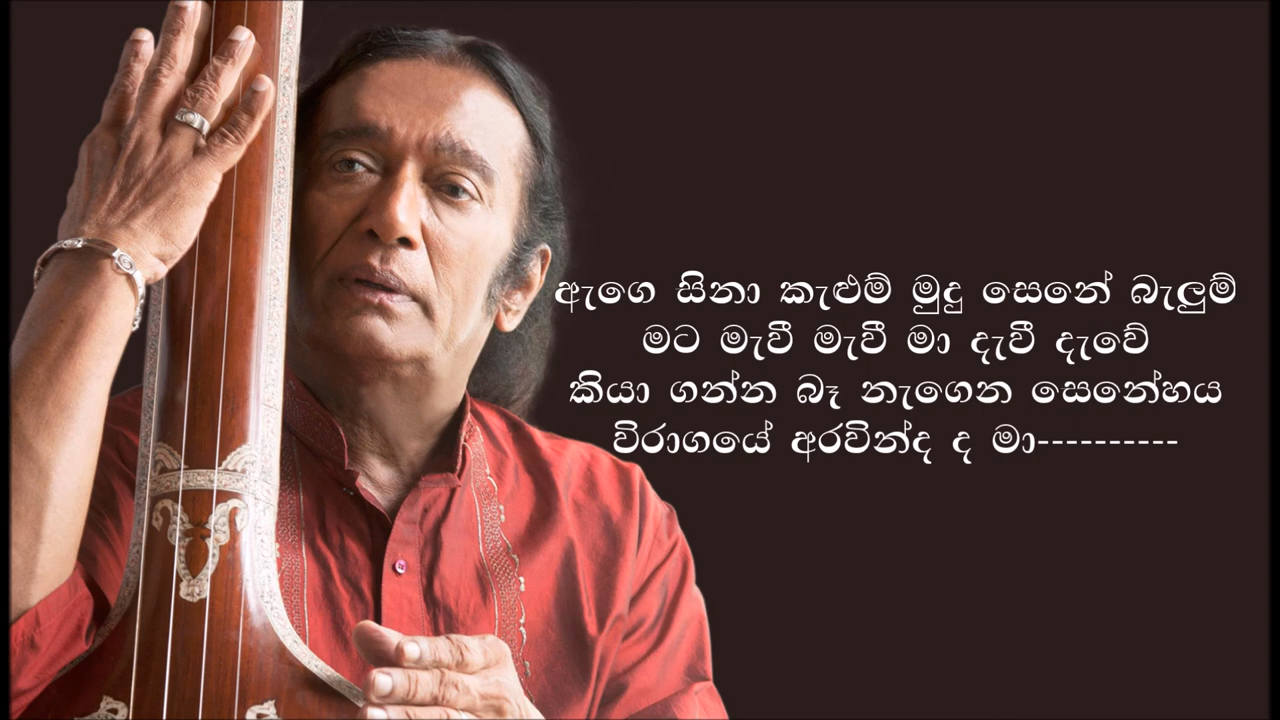 ඇගෙ සිනා කැළුම් මුදු සෙනේ බැලුම්
මට මැවී මැවී මා දැවී දැවේ
කියා ගන්න බෑ නැගෙන සෙනේහය
විරාගයේ අරවින්ද ද මා----------